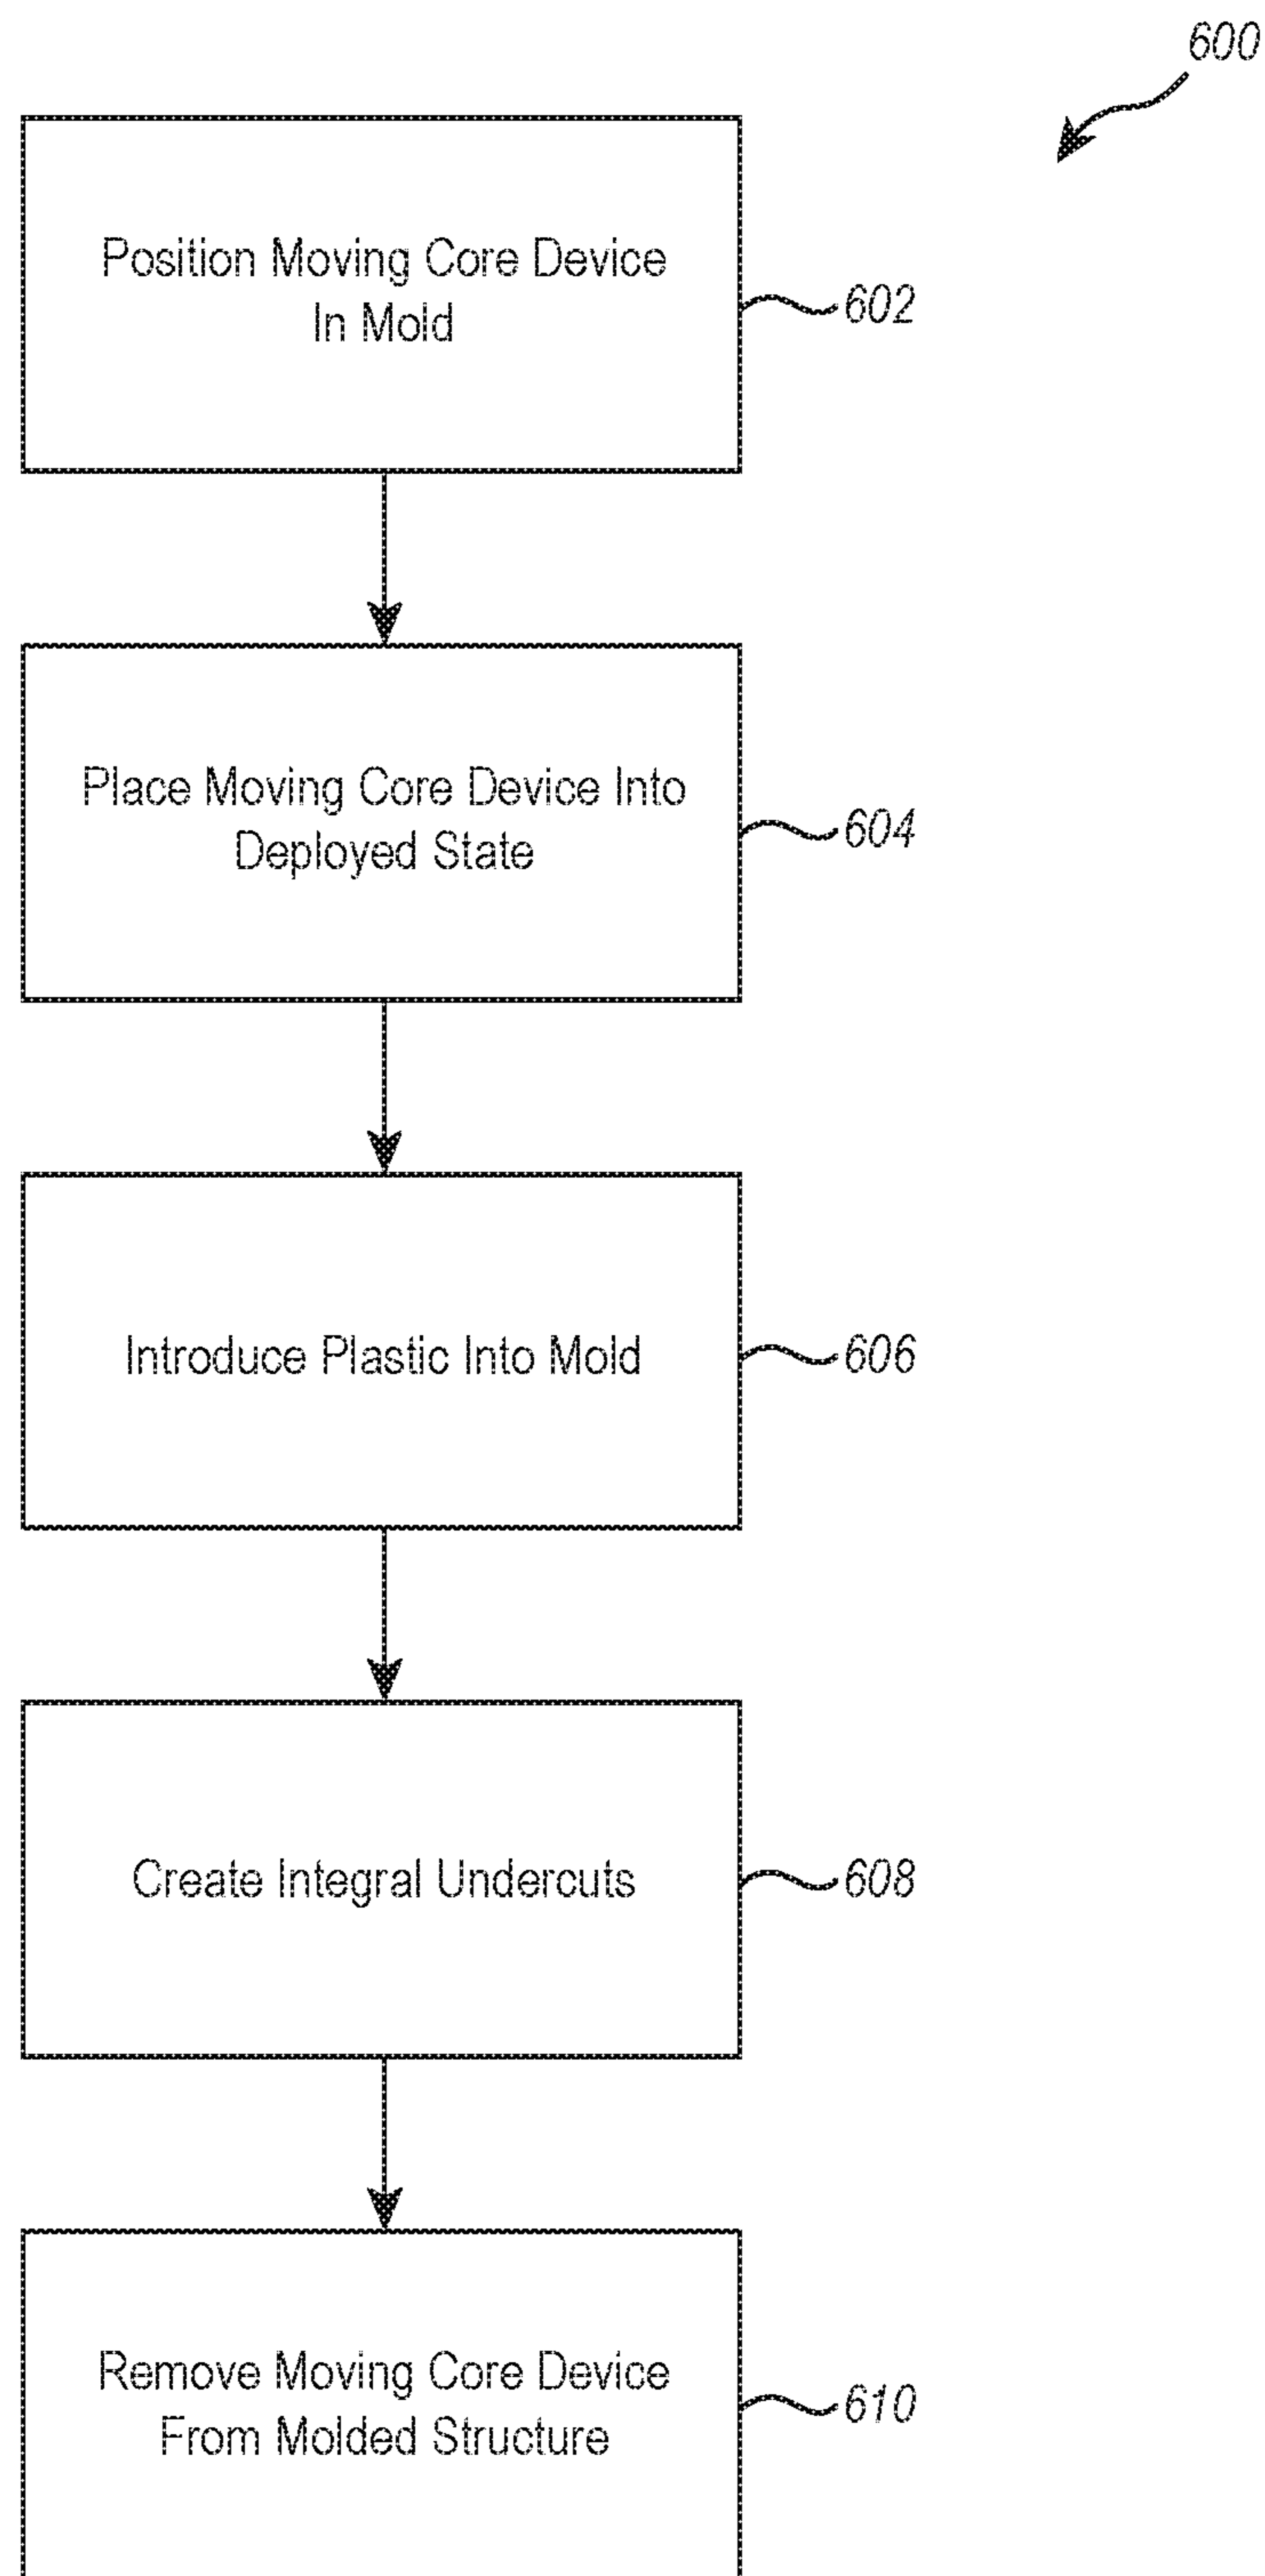 600
Position Moving Core Device
In Mold
602
Place Moving Core Device Into
Deployed State
604
Introduce Plastic Into Mold
606
Create Integral Undercuts
608
Remove Moving Core Device
From Molded Structure
610